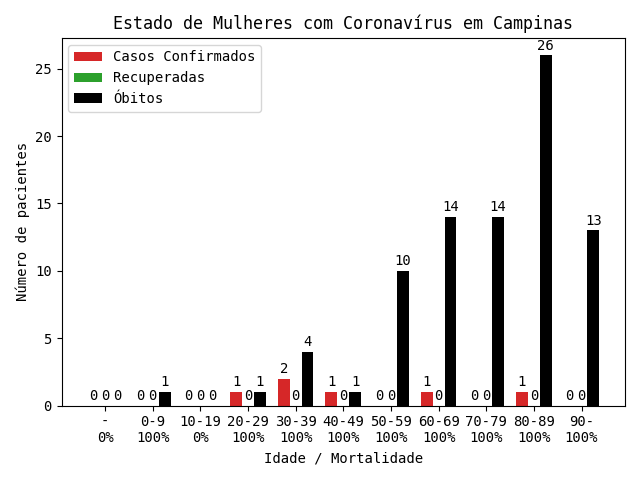 Estado de Mulheres com Coronavírus em Campinas
Casos Confirmados
Recuperadas
Óbitos
Número de pacientes
25
20
15
10
5
0
0 0 0
0 0 1
0 0 0
1 0 1
2 0 4
1 0 1
0 0 10
1 0 14
0 0 14
1 0 26
0 0 13
- 0-9 10-19 20-29 30-39 40-49 50-59 60-69 70-79 80-89 90-
0% 100% 0% 100% 100% 100% 100% 100% 100% 100% 100%
Idade / Mortalidade